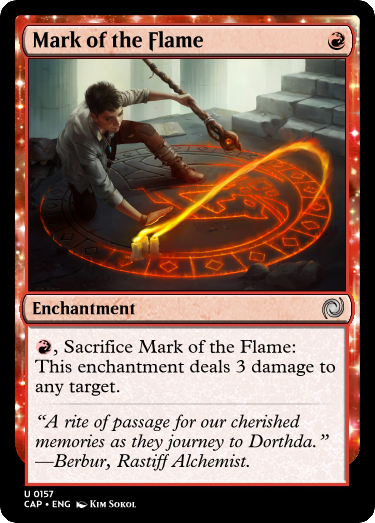 Mark of the Flame
Enchantment
, Sacrifice Mark of the Flame:
This enchantment deals 3 damage to
any target.
“A rite of passage for our cherished
memories as they journey to Dorthda.”
—Berbur, Rastiff Alchemist.
U 0157
CAP • ENG Kim Sokol